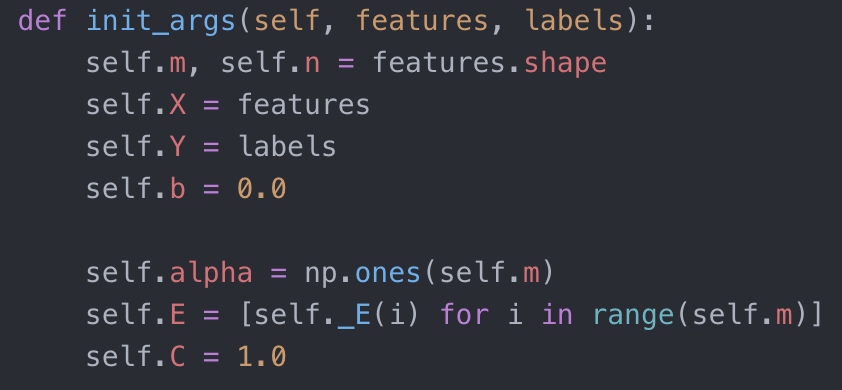 def init_args(self, features, labels):
    self.m, self.n = features.shape
    self.X = features
    self.Y = labels
    self.b = 0.0

    self.alpha = np.ones(self.m)
    self.E = [self._E(i) for i in range(self.m)]
    self.C = 1.0